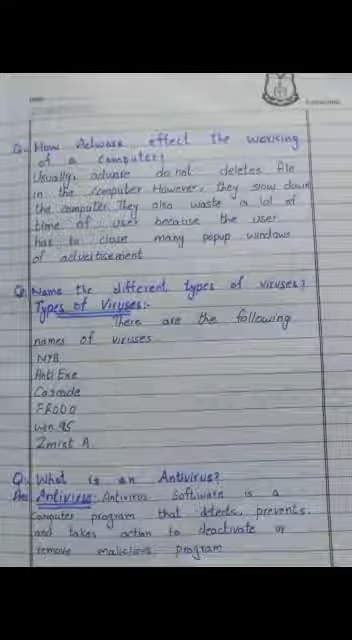 Q:- How Adware effect the working
of a computer?
Usually, adware do not deletes file
in the computer However, they slow down
the computer. They also waste a lot of
time of user because the user
has to close many popup windows
of advertisement
Q:- Name the different types of viruses?
Types of Viruses:-
There are the following
names of viruses
NYB
Anti Exe
Cascade
FRODO
Win 95
Zmist A
Q:- What is an Antivirus?
Ans Antivirus: Antivirus Software is a
Computer program that detects, prevents,
and takes action to deactivate or
remove malicious program